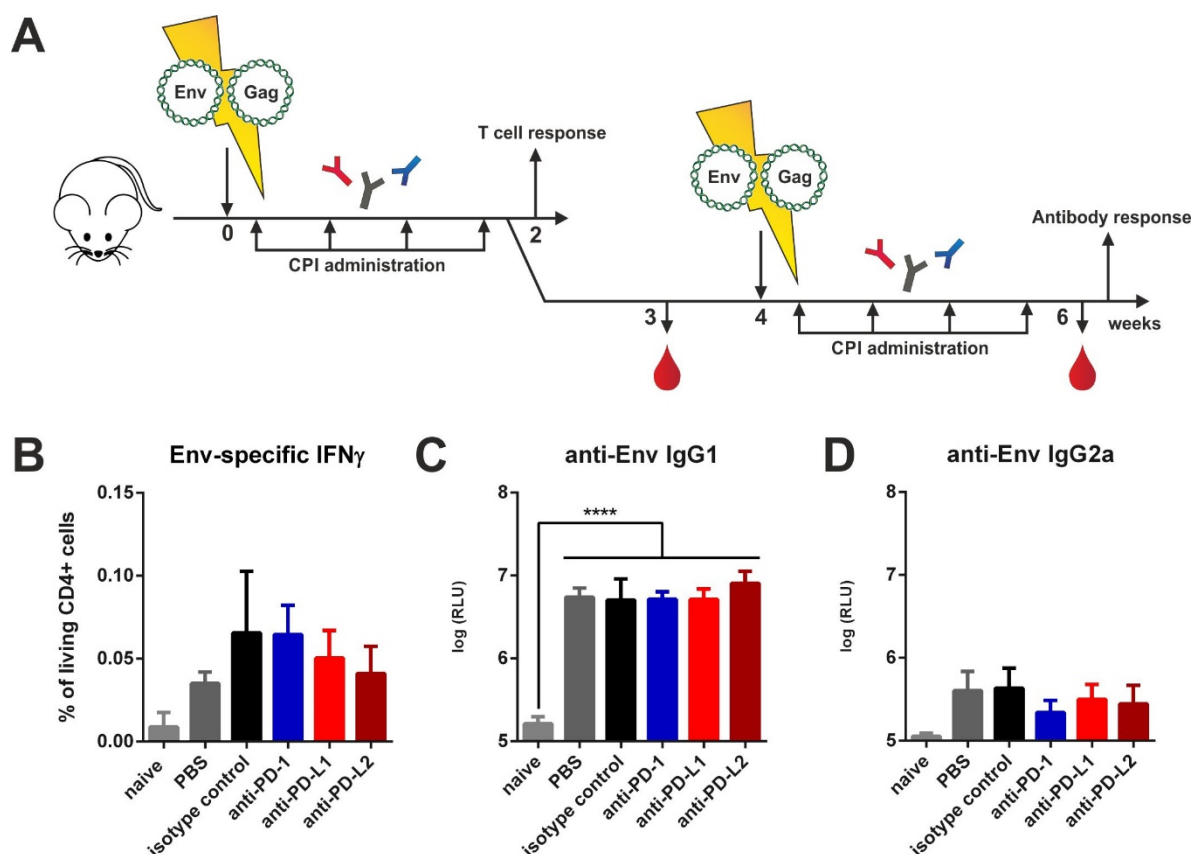 A
Env
Gag
T cell response
0
2
CPI administration
Env
Gag
Antibody response
3
4
6
weeks
CPI administration
B
Env-specific IFNγ
% of living CD4+ cells
0.15
0.10
0.05
0.00
naive
PBS
isotype control
anti-PD-1
anti-PD-L1
anti-PD-L2
C
anti-Env IgG1
log (RLU)
8
7
6
5
****
naive
PBS
isotype control
anti-PD-1
anti-PD-L1
anti-PD-L2
D
anti-Env IgG2a
log (RLU)
8
7
6
5
naive
PBS
isotype control
anti-PD-1
anti-PD-L1
anti-PD-L2